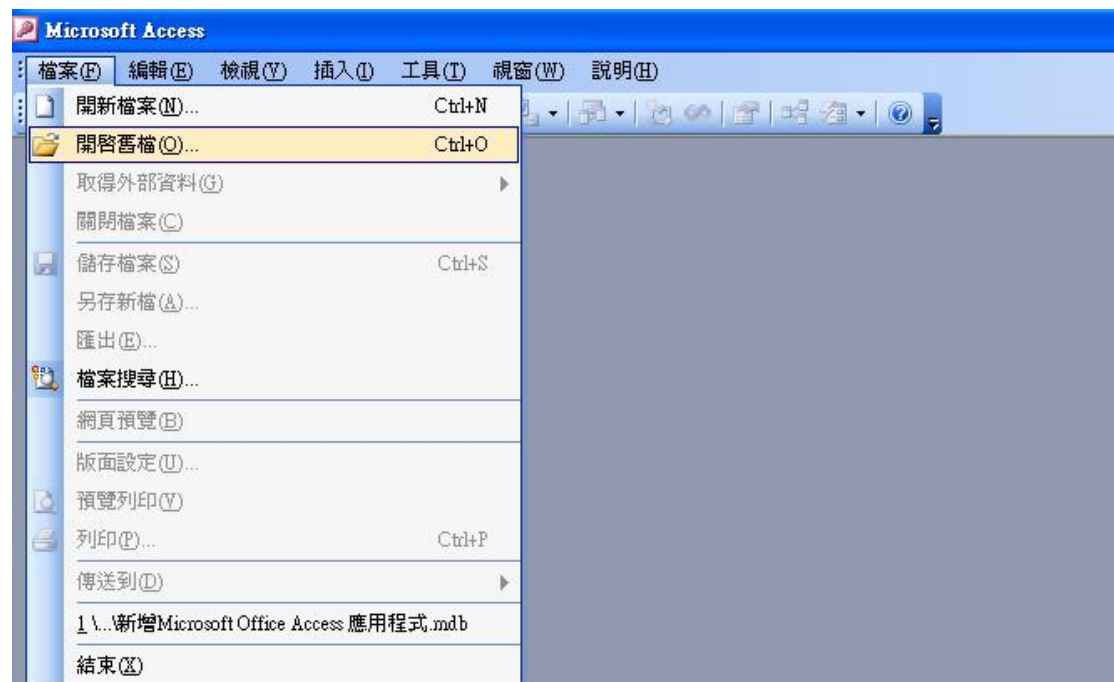 Microsoft Access
檔案(F) 編輯(E) 檢視(V) 插入(I) 工具(T) 視窗(W) 說明(H)
開新檔案(N)... Ctrl+N
開啓舊檔(O)... Ctrl+O
取得外部資料(G)
關閉檔案(C)
儲存檔案(S) Ctrl+S
另存新檔(A)...
匯出(E)...
檔案搜尋(H)...
網頁預覽(B)
版面設定(U)...
預覽列印(V)
列印(P)... Ctrl+P
傳送到(D)
1 \...\新增Microsoft Office Access 應用程式.mdb
結束(X)